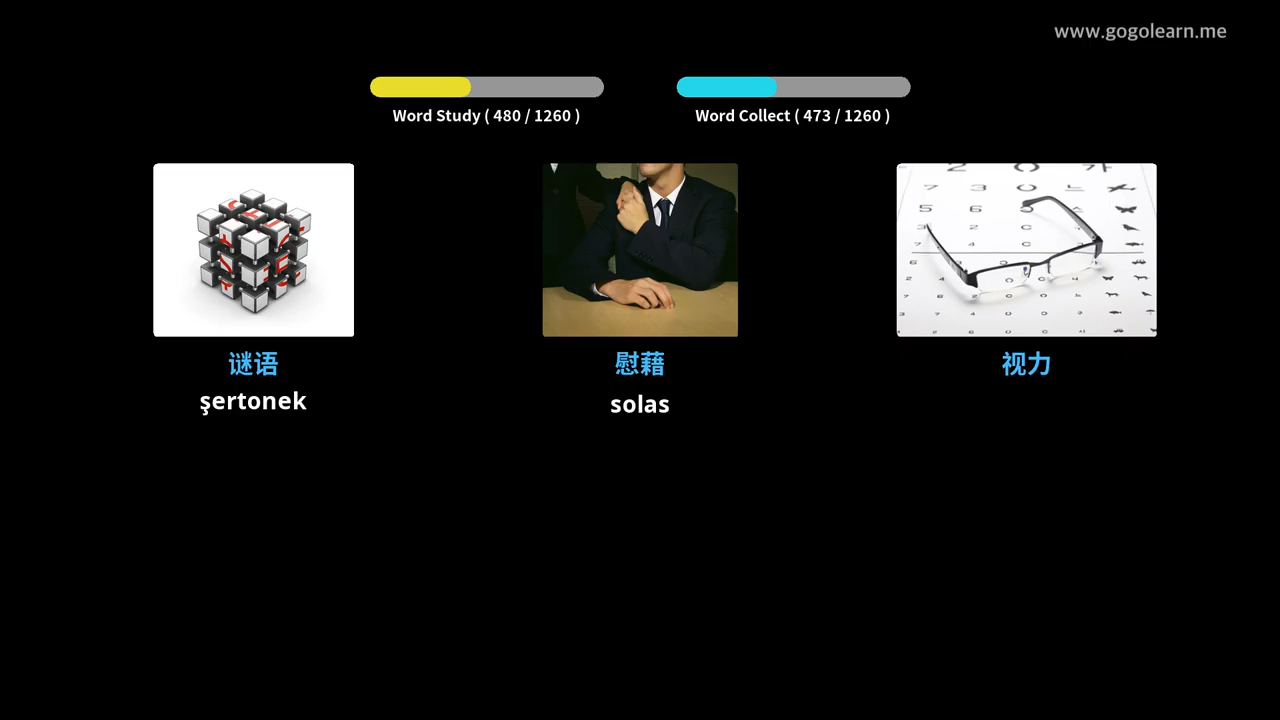 www.gogolearn.me
Word Study ( 480 / 1260 )
Word Collect ( 473 / 1260 )
谜语
慰藉
视力
şertonek
solas